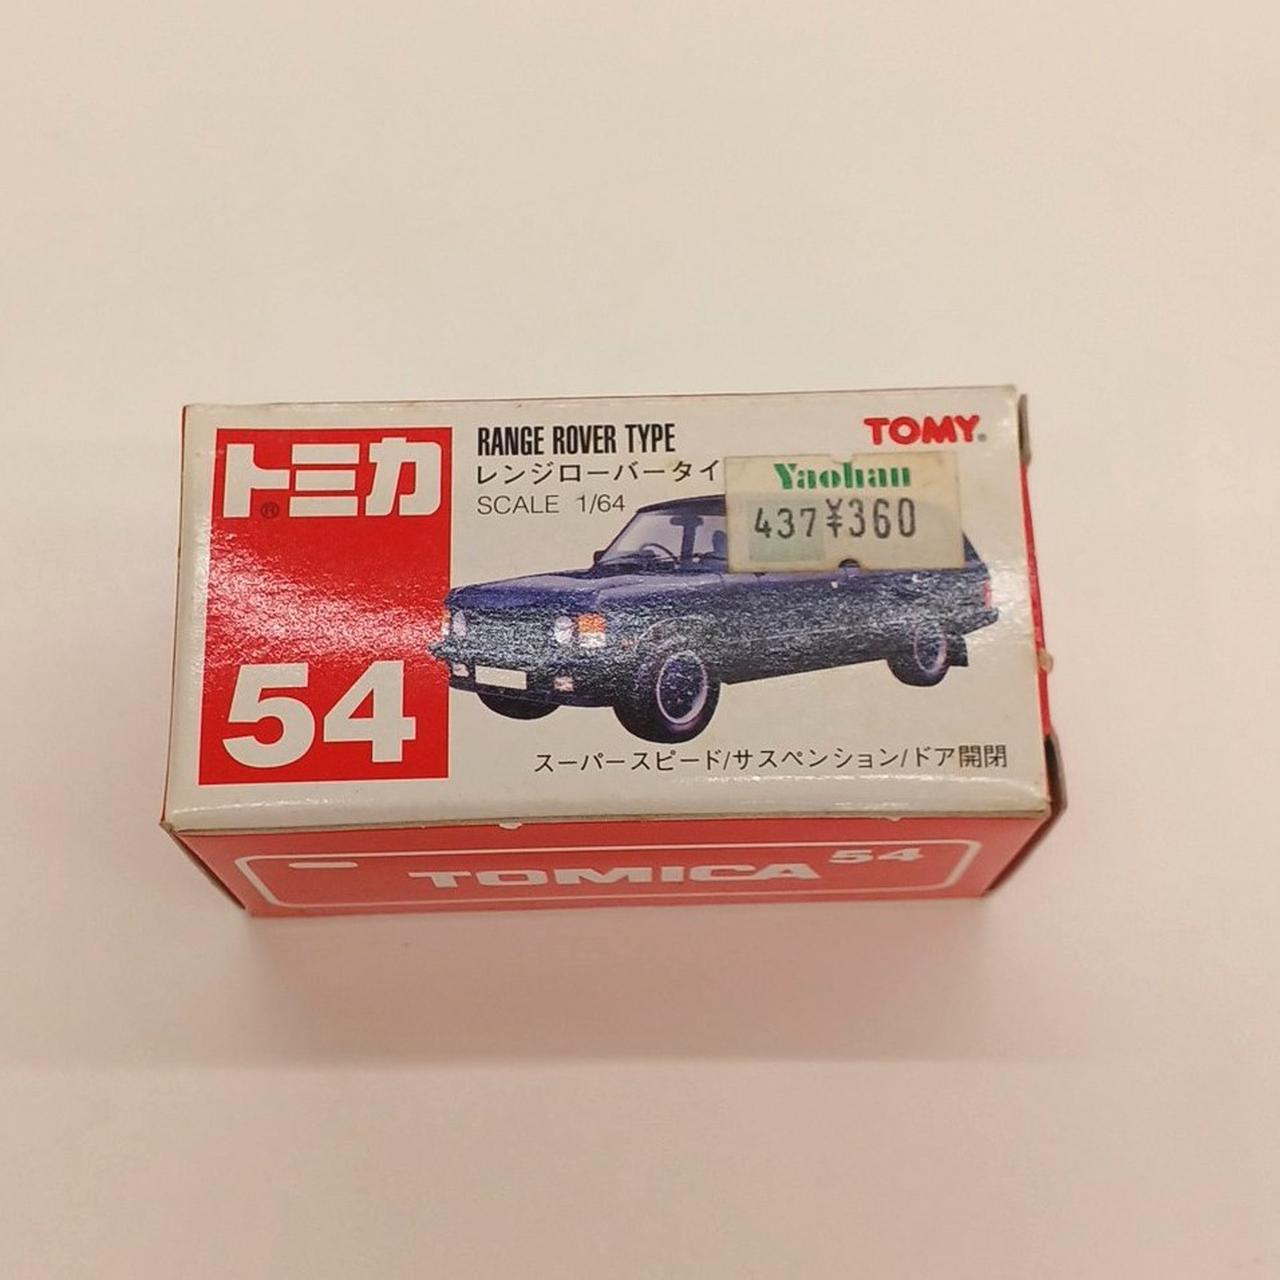 トミカ®
54
RANGE ROVER TYPE
レンジローバータイ
SCALE 1/64
TOMY®
Yaohan
437 ¥360
スーパースピード/サスペンション/ドア開閉
TOMICA 54